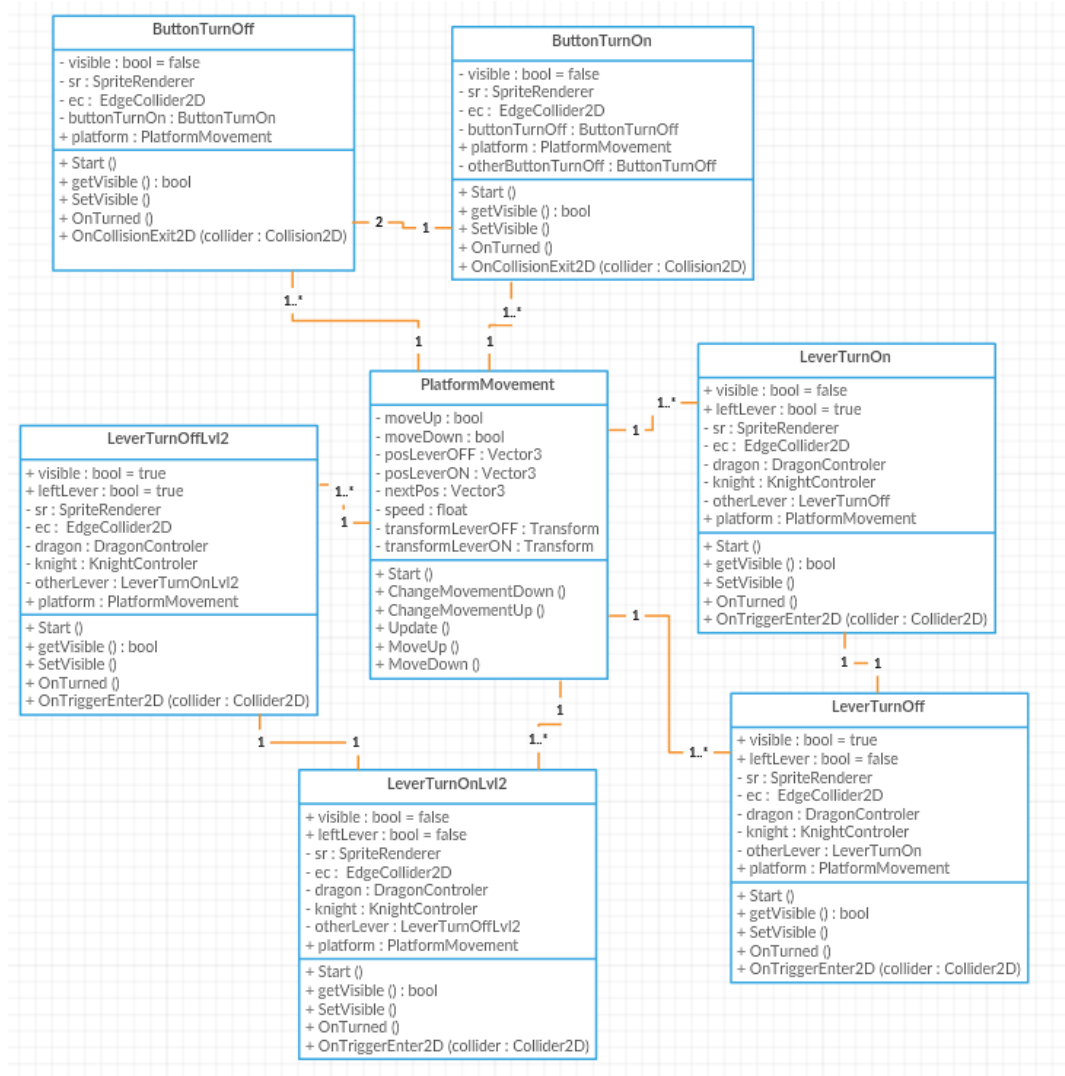 ButtonTurnOff
- visible : bool = false
- sr : SpriteRenderer
- ec :  EdgeCollider2D
- buttonTurnOn : ButtonTurnOn
+ platform : PlatformMovement
+ Start ()
+ getVisible () : bool
+ SetVisible ()
+ OnTurned ()
+ OnCollisionExit2D (collider : Collision2D)
2
1
ButtonTurnOn
- visible : bool = false
- sr : SpriteRenderer
- ec :  EdgeCollider2D
- buttonTurnOff : ButtonTurnOff
+ platform : PlatformMovement
- otherButtonTurnOff : ButtonTurnOff
+ Start ()
+ getVisible () : bool
+ SetVisible ()
+ OnTurned ()
+ OnCollisionExit2D (collider : Collision2D)
1..*
1
1..*
1
PlatformMovement
- moveUp : bool
- moveDown : bool
- posLeverOFF : Vector3
- posLeverON : Vector3
- nextPos : Vector3
- speed : float
- transformLeverOFF : Transform
- transformLeverON : Transform
+ Start ()
+ ChangeMovementDown ()
+ ChangeMovementUp ()
+ Update ()
+ MoveUp ()
+ MoveDown ()
1
1..*
LeverTurnOn
+ visible : bool = false
+ leftLever : bool = true
- sr : SpriteRenderer
- ec :  EdgeCollider2D
- dragon : DragonControler
- knight : KnightControler
- otherLever : LeverTurnOff
+ platform : PlatformMovement
+ Start ()
+ getVisible () : bool
+ SetVisible ()
+ OnTurned ()
+ OnTriggerEnter2D (collider : Collider2D)
LeverTurnOffLvl2
+ visible : bool = true
+ leftLever : bool = true
- sr : SpriteRenderer
- ec :  EdgeCollider2D
- dragon : DragonControler
- knight : KnightControler
- otherLever : LeverTurnOnLvl2
+ platform : PlatformMovement
+ Start ()
+ getVisible () : bool
+ SetVisible ()
+ OnTurned ()
+ OnTriggerEnter2D (collider : Collider2D)
1..*
1
1
1..*
1
1
LeverTurnOff
+ visible : bool = true
+ leftLever : bool = false
- sr : SpriteRenderer
- ec :  EdgeCollider2D
- dragon : DragonControler
- knight : KnightControler
- otherLever : LeverTurnOn
+ platform : PlatformMovement
+ Start ()
+ getVisible () : bool
+ SetVisible ()
+ OnTurned ()
+ OnTriggerEnter2D (collider : Collider2D)
1
1
1
1..*
LeverTurnOnLvl2
+ visible : bool = false
+ leftLever : bool = false
- sr : SpriteRenderer
- ec :  EdgeCollider2D
- dragon : DragonControler
- knight : KnightControler
- otherLever : LeverTurnOffLvl2
+ platform : PlatformMovement
+ Start ()
+ getVisible () : bool
+ SetVisible ()
+ OnTurned ()
+ OnTriggerEnter2D (collider : Collider2D)